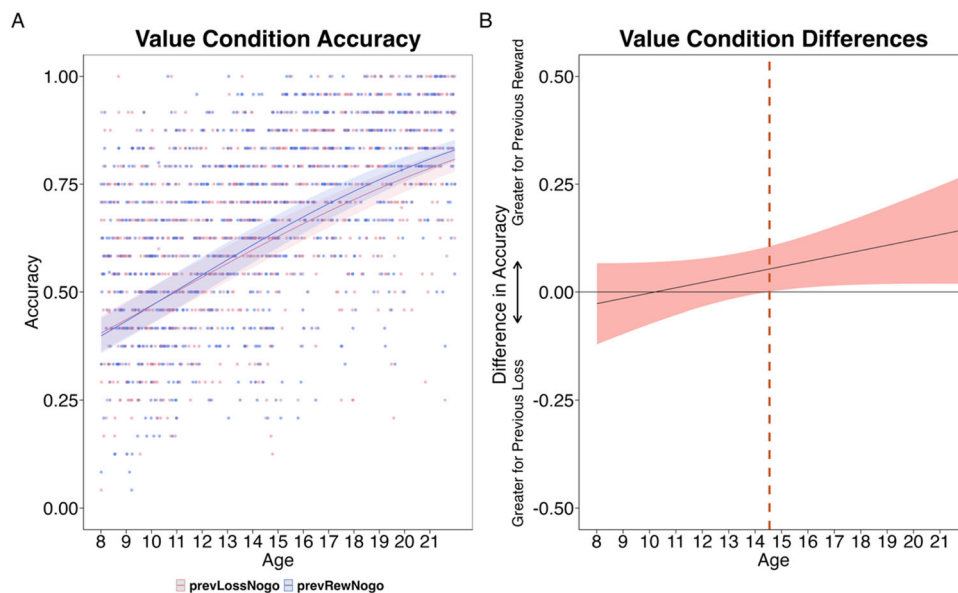 A
Value Condition Accuracy
Accuracy
1.00
0.75
0.50
0.25
0.00
8 9 10 11 12 13 14 15 16 17 18 19 20 21
Age
prevLossNogo prevRewNogo
B
Value Condition Differences
Difference in Accuracy
Greater for Previous Reward
Greater for Previous Loss
0.50
0.25
0.00
-0.25
-0.50
8 9 10 11 12 13 14 15 16 17 18 19 20 21
Age